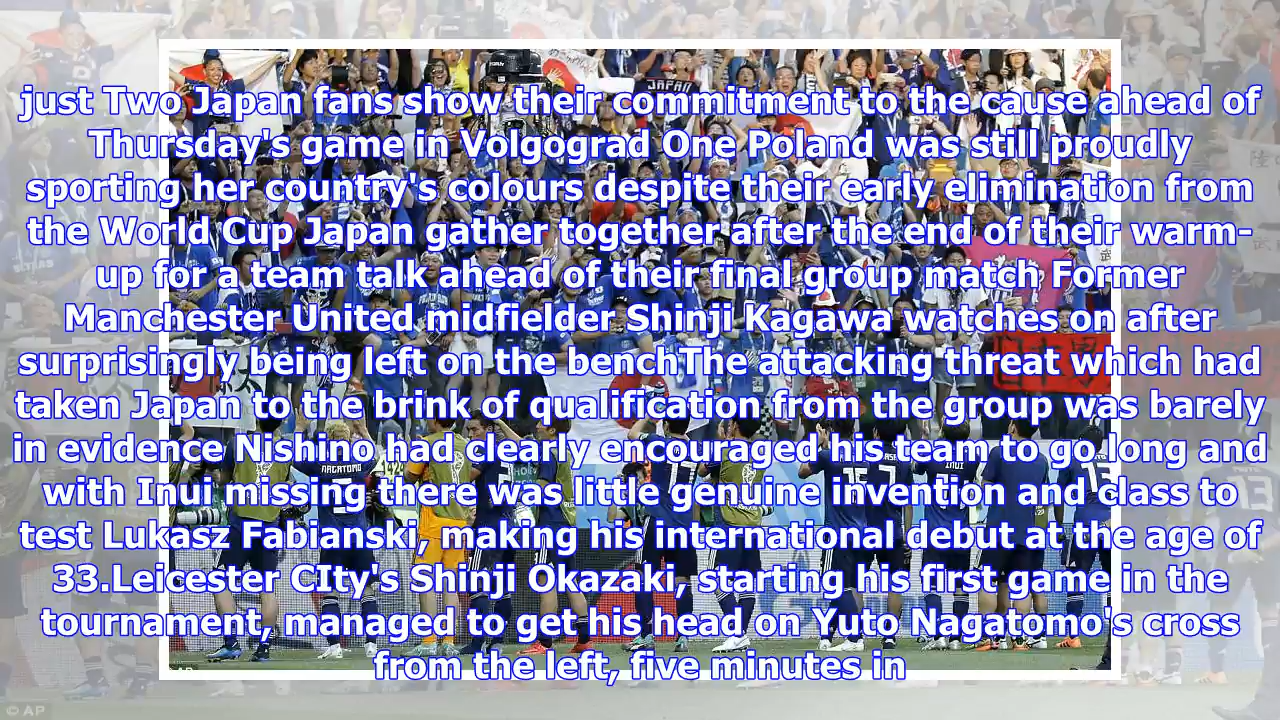 just Two Japan fans show their commitment to the cause ahead of
Thursday's game in Volgograd One Poland was still proudly
sporting her country's colours despite their early elimination from
the World Cup Japan gather together after the end of their warm-
up for a team talk ahead of their final group match Former
Manchester United midfielder Shinji Kagawa watches on after
surprisingly being left on the benchThe attacking threat which had
taken Japan to the brink of qualification from the group was barely
in evidence Nishino had clearly encouraged his team to go long and
with Inui missing there was little genuine invention and class to
test Lukasz Fabianski, making his international debut at the age of
33.Leicester CIty's Shinji Okazaki, starting his first game in the
tournament, managed to get his head on Yuto Nagatomo's cross
from the left, five minutes in
JAPAN
NAGATOMO
INUI
© AP